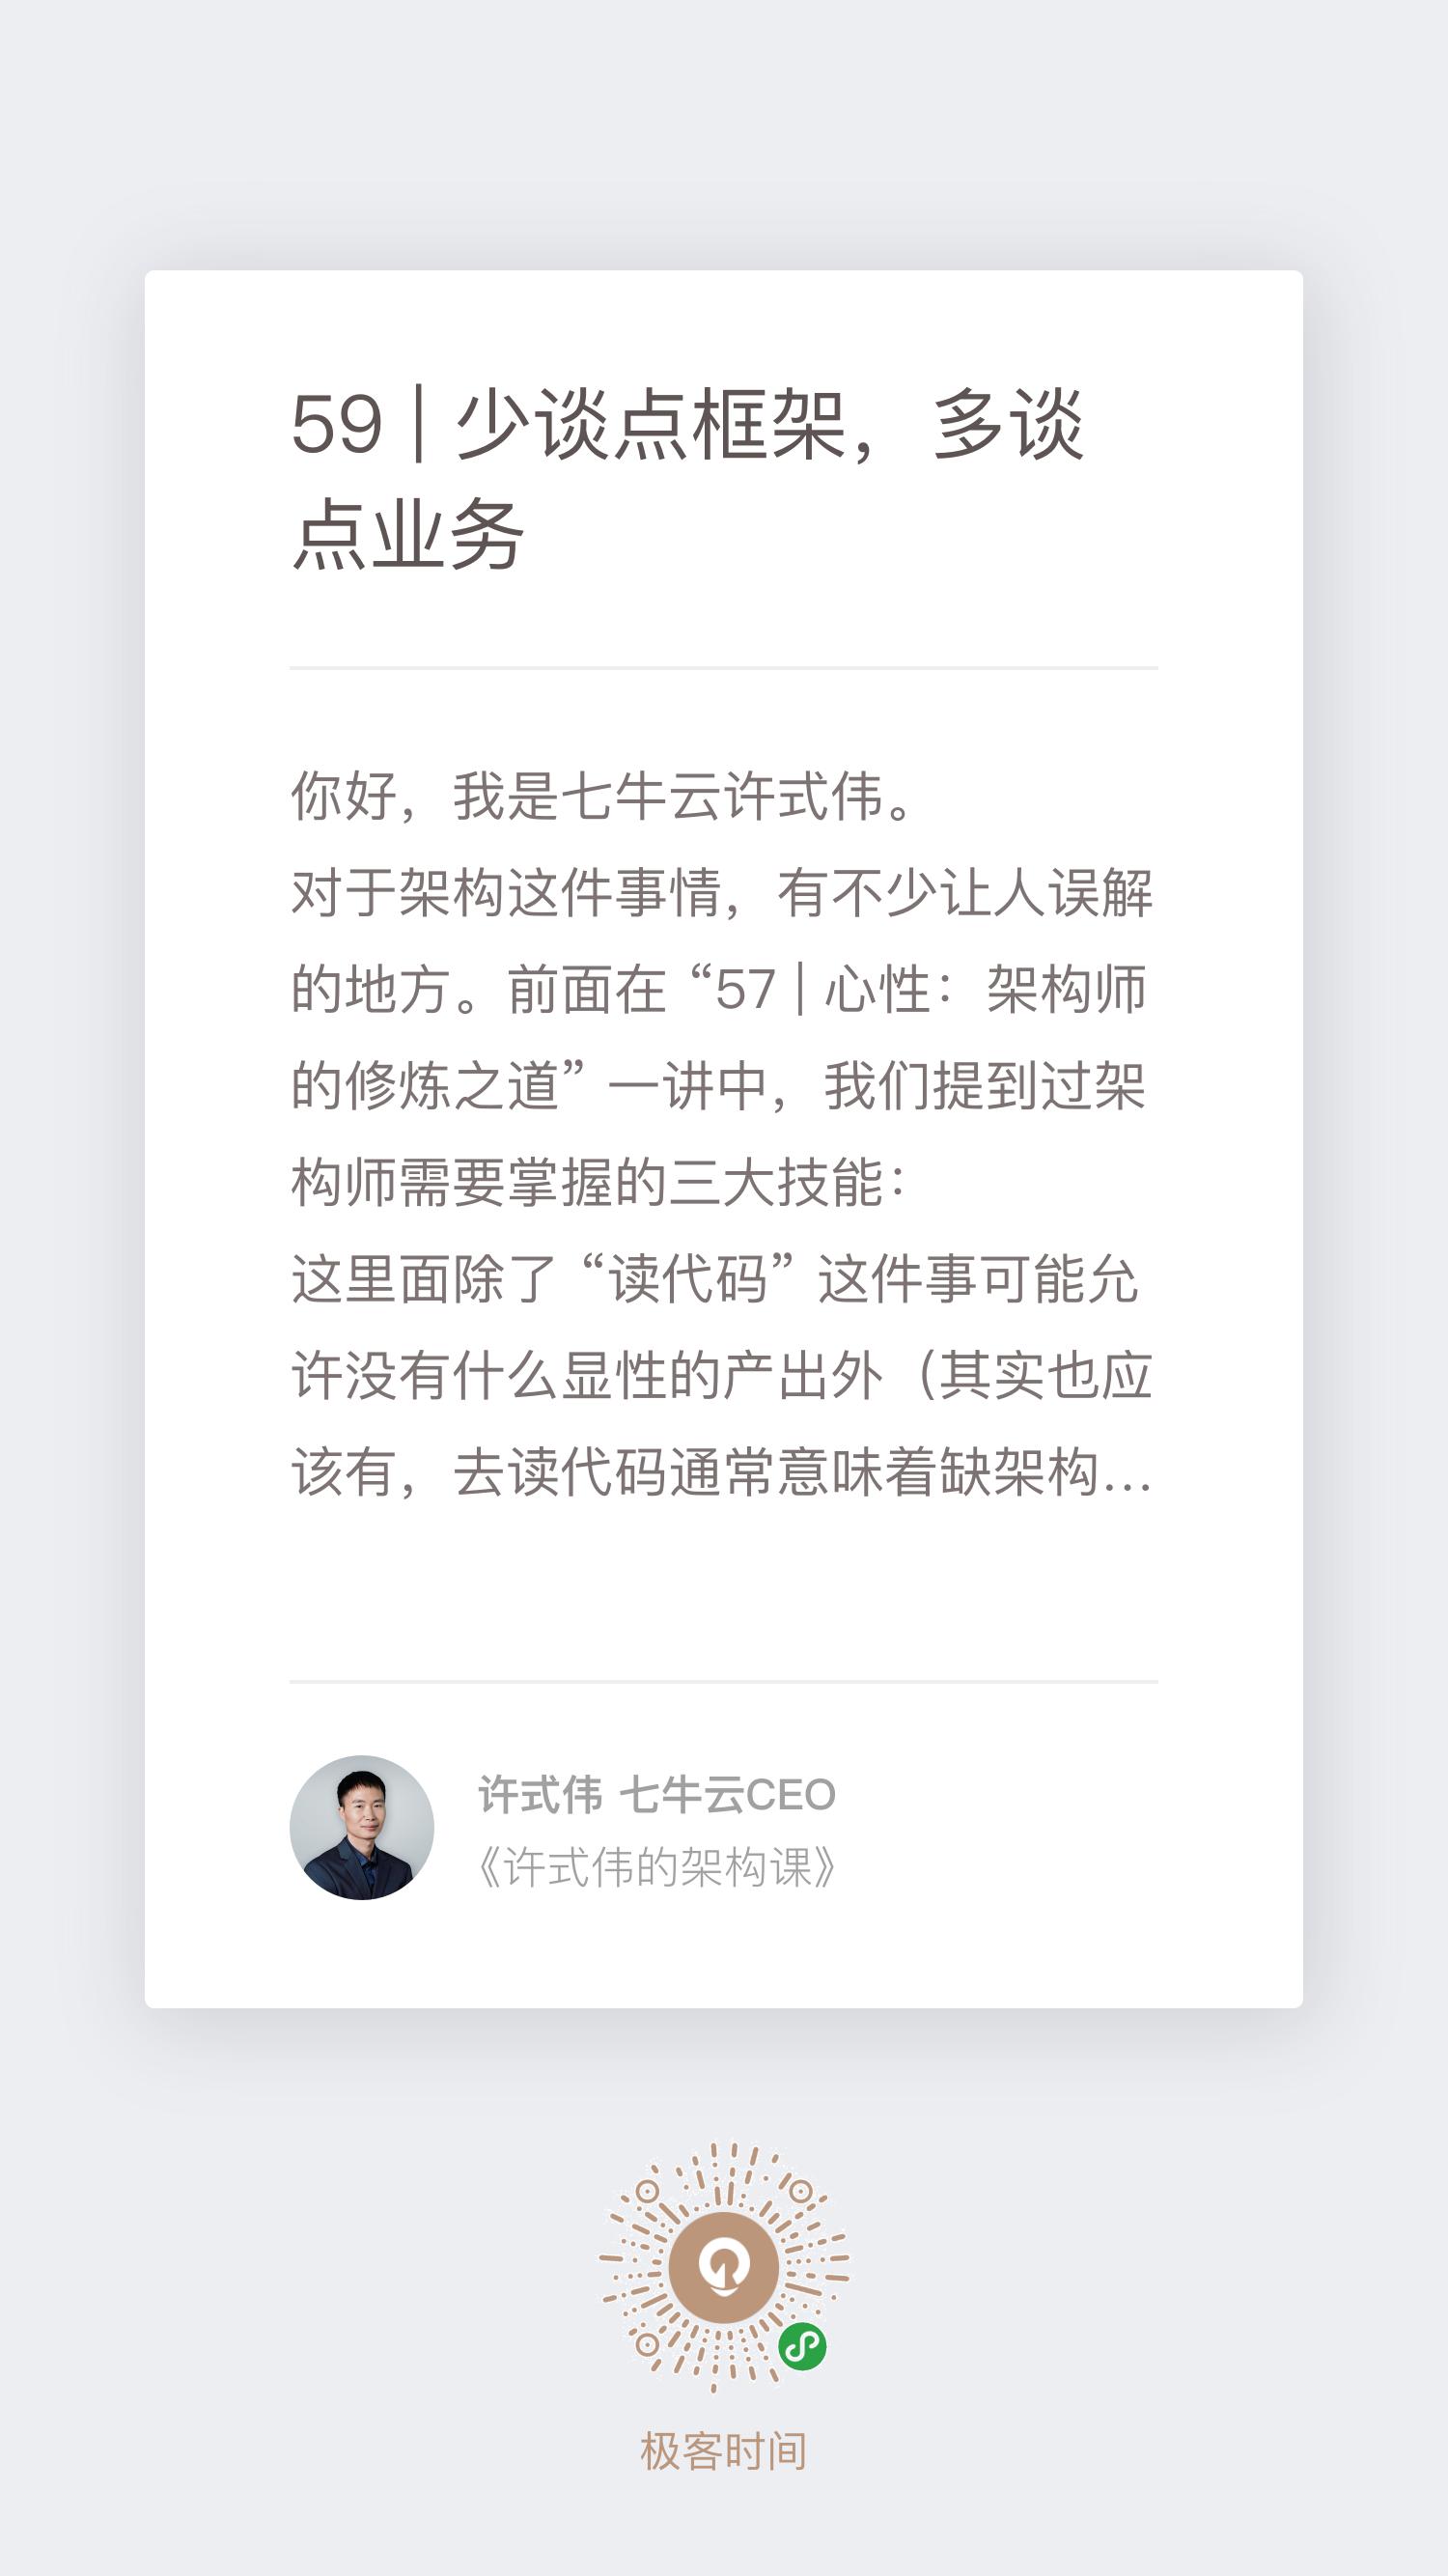 59 | 少谈点框架，多谈
点业务
你好，我是七牛云许式伟。
对于架构这件事情，有不少让人误解
的地方。前面在 “57 | 心性：架构师
的修炼之道” 一讲中，我们提到过架
构师需要掌握的三大技能：
这里面除了 “读代码” 这件事可能允
许没有什么显性的产出外（其实也应
该有，去读代码通常意味着缺架构...
许式伟 七牛云CEO
《许式伟的架构课》
极客时间